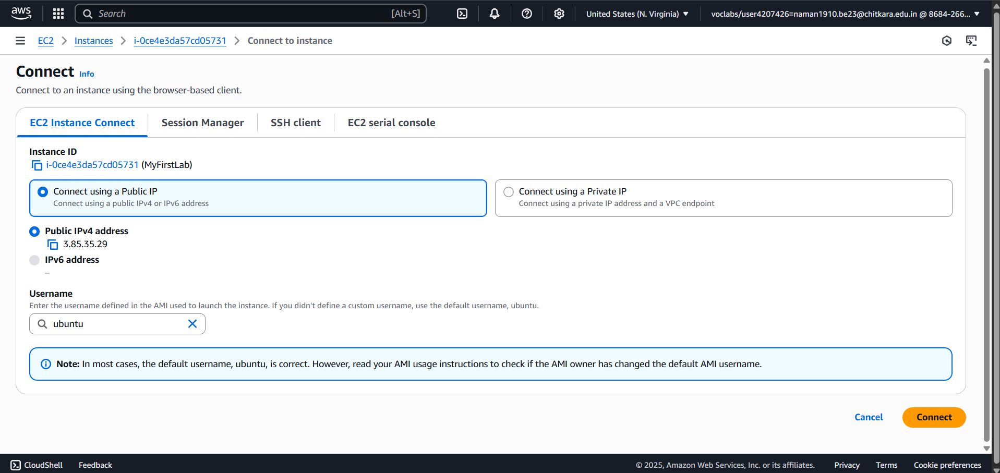 aws
Search [Alt+S]
United States (N. Virginia)
voclabs/user4207426=naman1910.be23@chitkara.edu.in @ 8684-266...
EC2 Instances i-0ce4e3da57cd05731 Connect to instance
Connect Info
Connect to an instance using the browser-based client.
EC2 Instance Connect Session Manager SSH client EC2 serial console
Instance ID
i-0ce4e3da57cd05731 (MyFirstLab)
Connect using a Public IP
Connect using a public IPv4 or IPv6 address
Connect using a Private IP
Connect using a private IP address and a VPC endpoint
Public IPv4 address
3.85.35.29
IPv6 address
–
Username
Enter the username defined in the AMI used to launch the instance. If you didn't define a custom username, use the default username, ubuntu.
ubuntu
Note: In most cases, the default username, ubuntu, is correct. However, read your AMI usage instructions to check if the AMI owner has changed the default AMI username.
Cancel Connect
CloudShell Feedback © 2025, Amazon Web Services, Inc. or its affiliates. Privacy Terms Cookie preferences